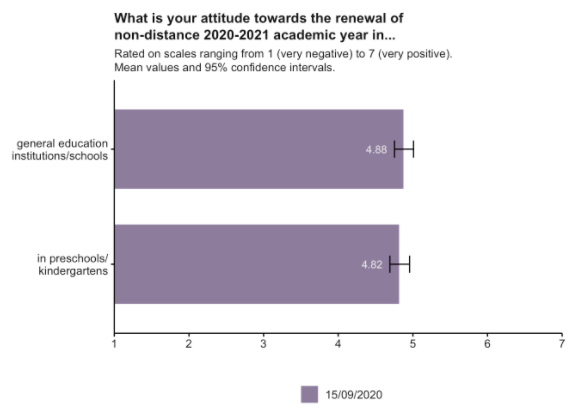 What is your attitude towards the renewal of
non-distance 2020-2021 academic year in...
Rated on scales ranging from 1 (very negative) to 7 (very positive).
Mean values and 95% confidence intervals.
general education
institutions/schools
4.88
in preschools/
kindergartens
4.82
1 2 3 4 5 6 7
15/09/2020